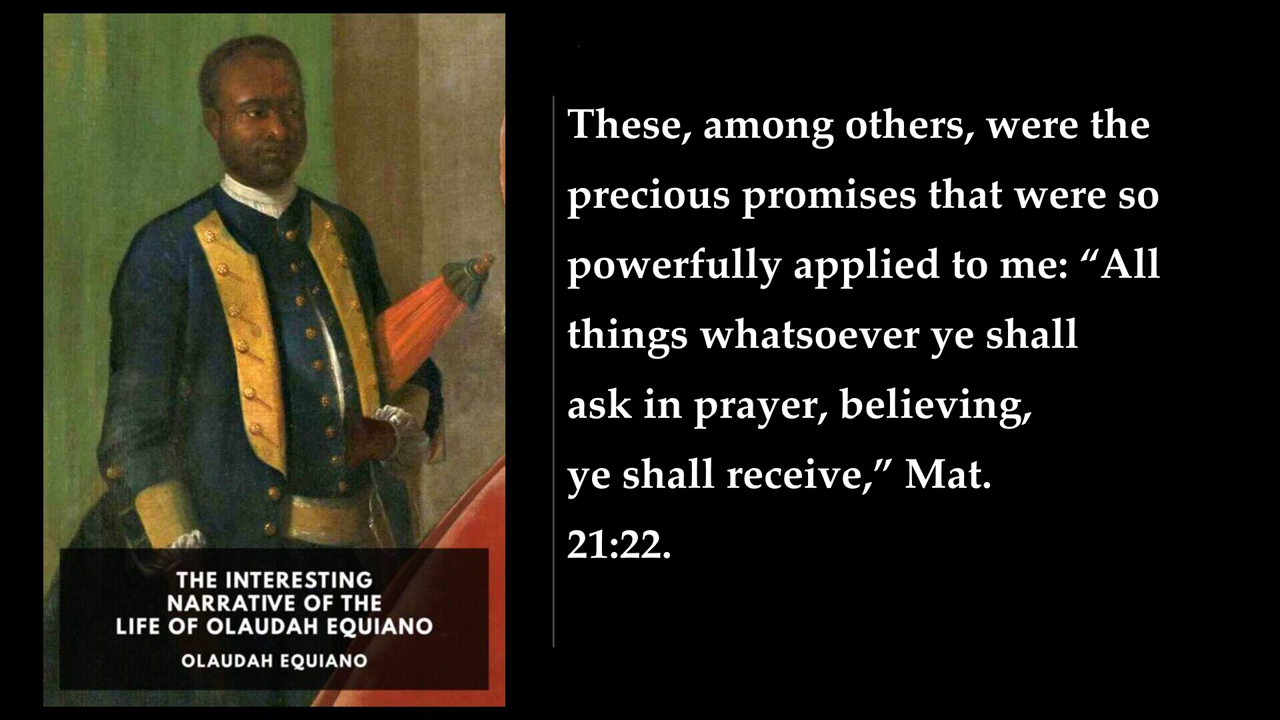 THE INTERESTING
NARRATIVE OF THE
LIFE OF OLAUDAH EQUIANO
OLAUDAH EQUIANO
These, among others, were the
precious promises that were so
powerfully applied to me: “All
things whatsoever ye shall
ask in prayer, believing,
ye shall receive,” Mat.
21:22.